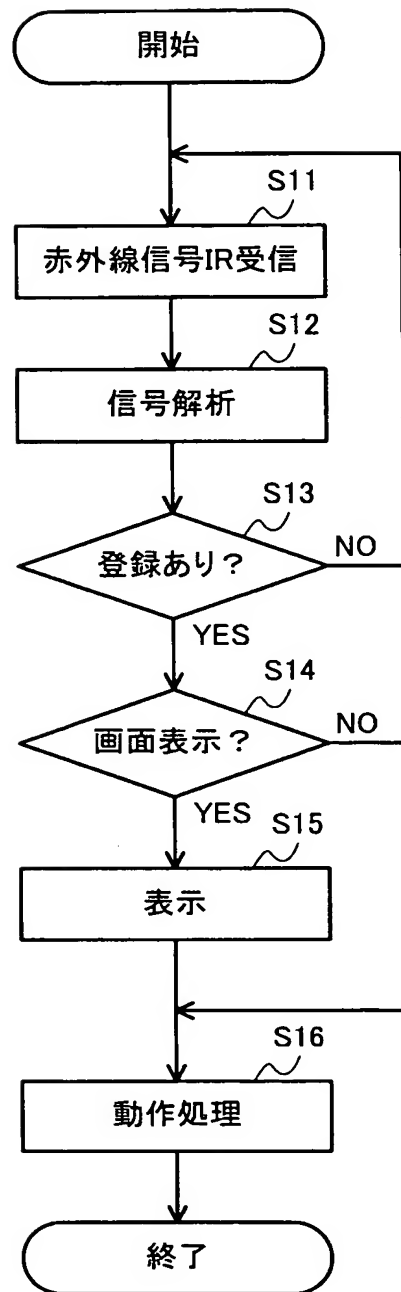 開始
S11
赤外線信号IR受信
S12
信号解析
S13
登録あり?
NO
YES
S14
画面表示?
NO
YES
S15
表示
S16
動作処理
終了